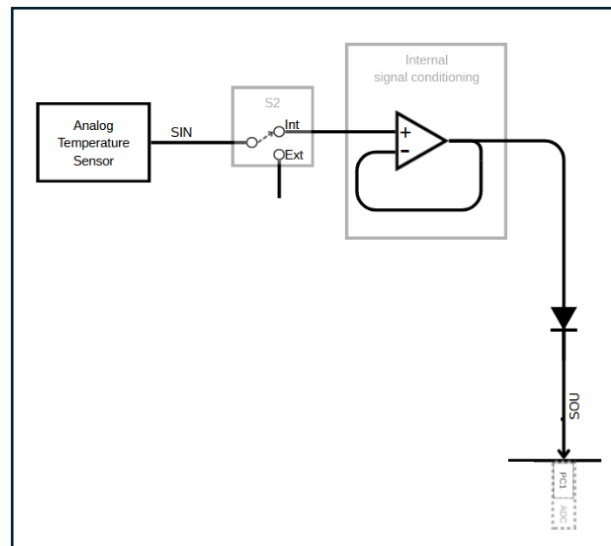 Internal
signal conditioning
S2
Analog
Temperature
Sensor
SIN
Int
Ext
+
-
SOU
PC1
ADC